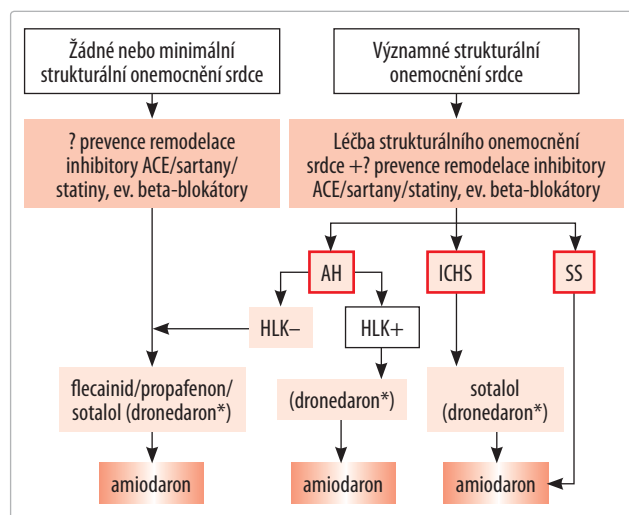 Žádné nebo minimální
strukturální onemocnění srdce
Významné strukturální
onemocnění srdce
? prevence remodelace
inhibitory ACE/sartany/
statiny, ev. beta-blokátory
Léčba strukturálního onemocnění
srdce +? prevence remodelace inhibitory
ACE/sartany/statiny, ev. beta-blokátory
AH
ICHS
SS
HLK–
HLK+
flecainid/propafenon/
sotalol (dronedaron*)
(dronedaron*)
sotalol
(dronedaron*)
amiodaron
amiodaron
amiodaron